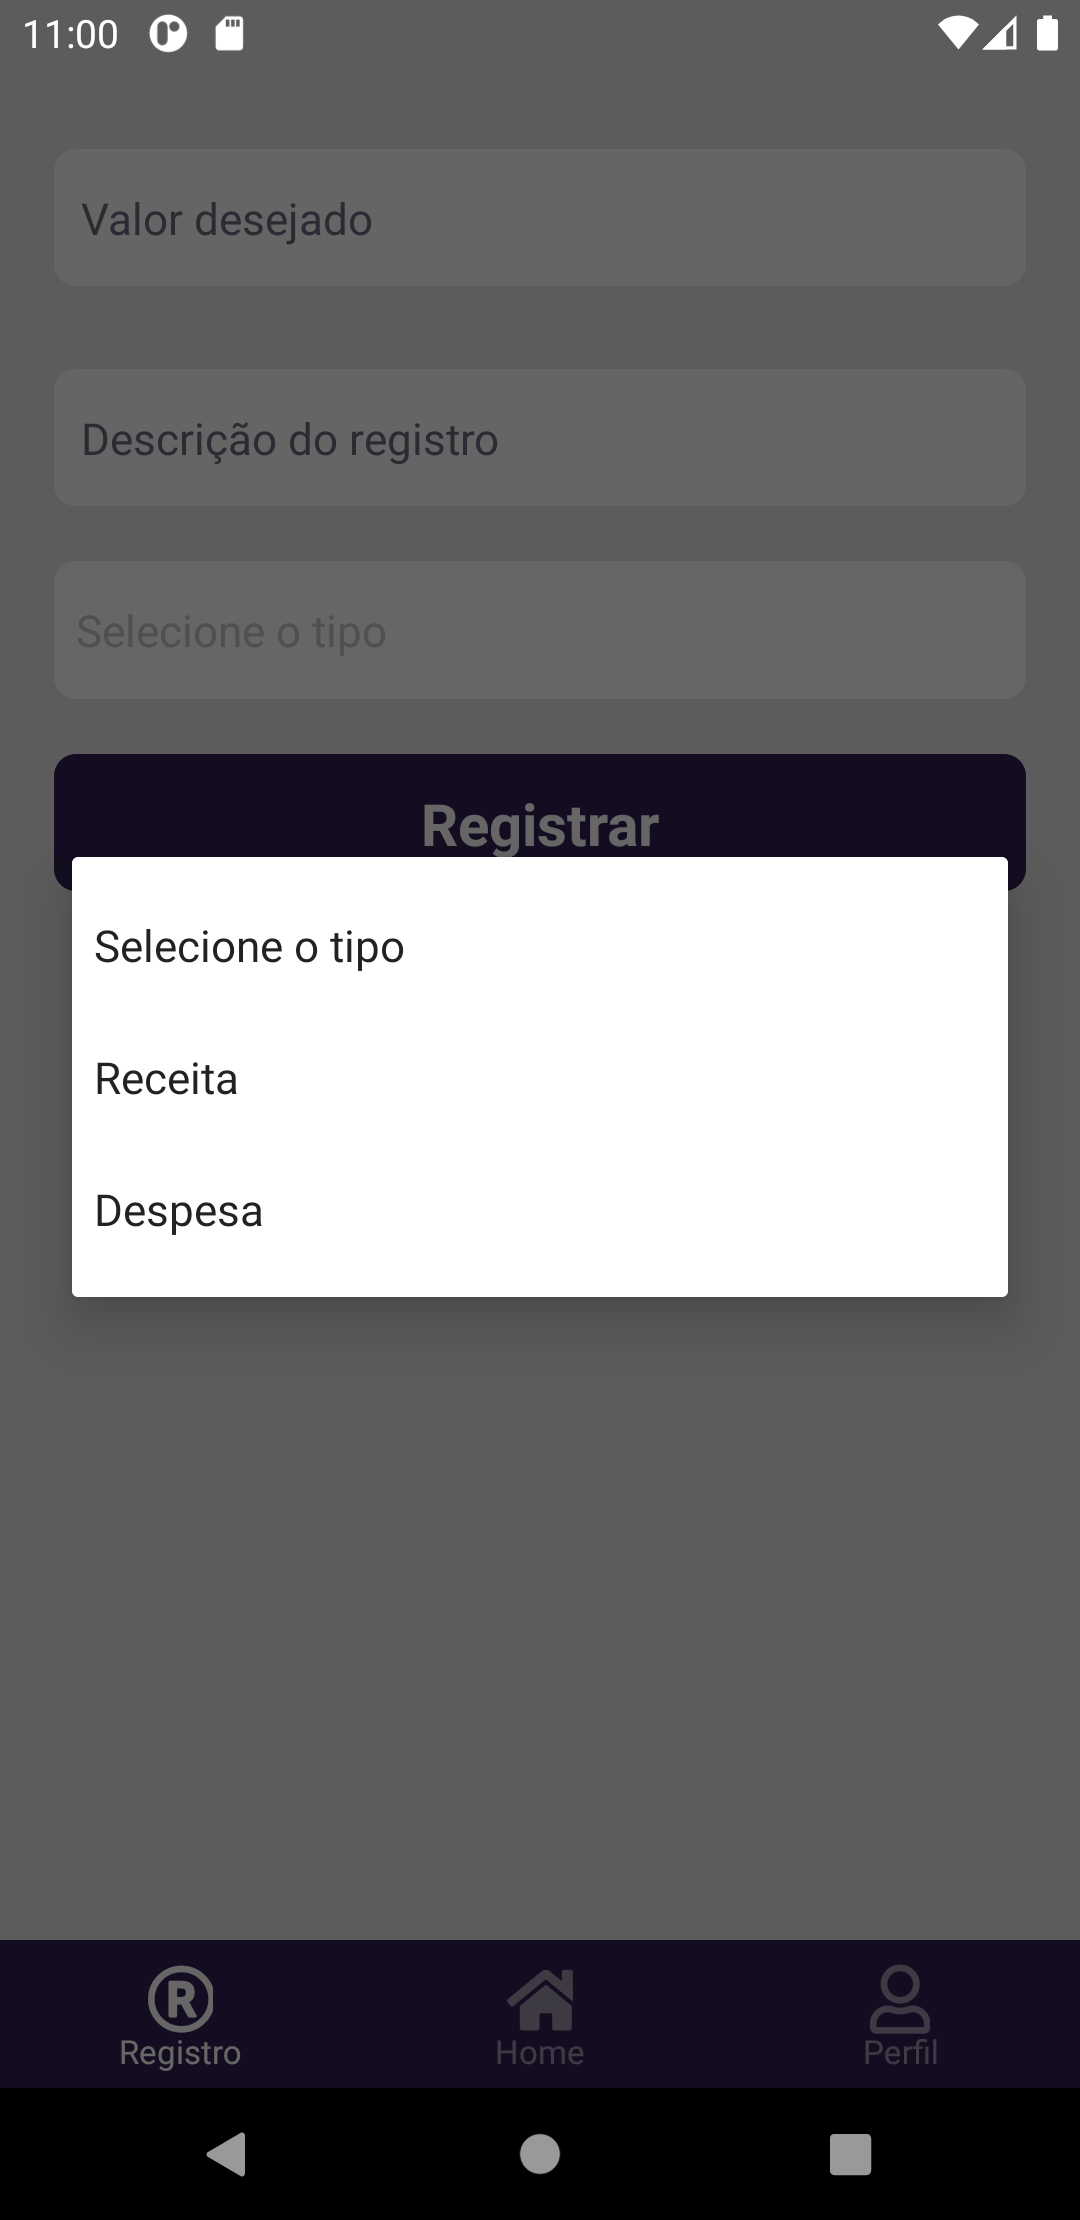 11:00
Valor desejado
Descrição do registro
Selecione o tipo
Registrar
Selecione o tipo
Receita
Despesa
R
Registro
Home
Perfil